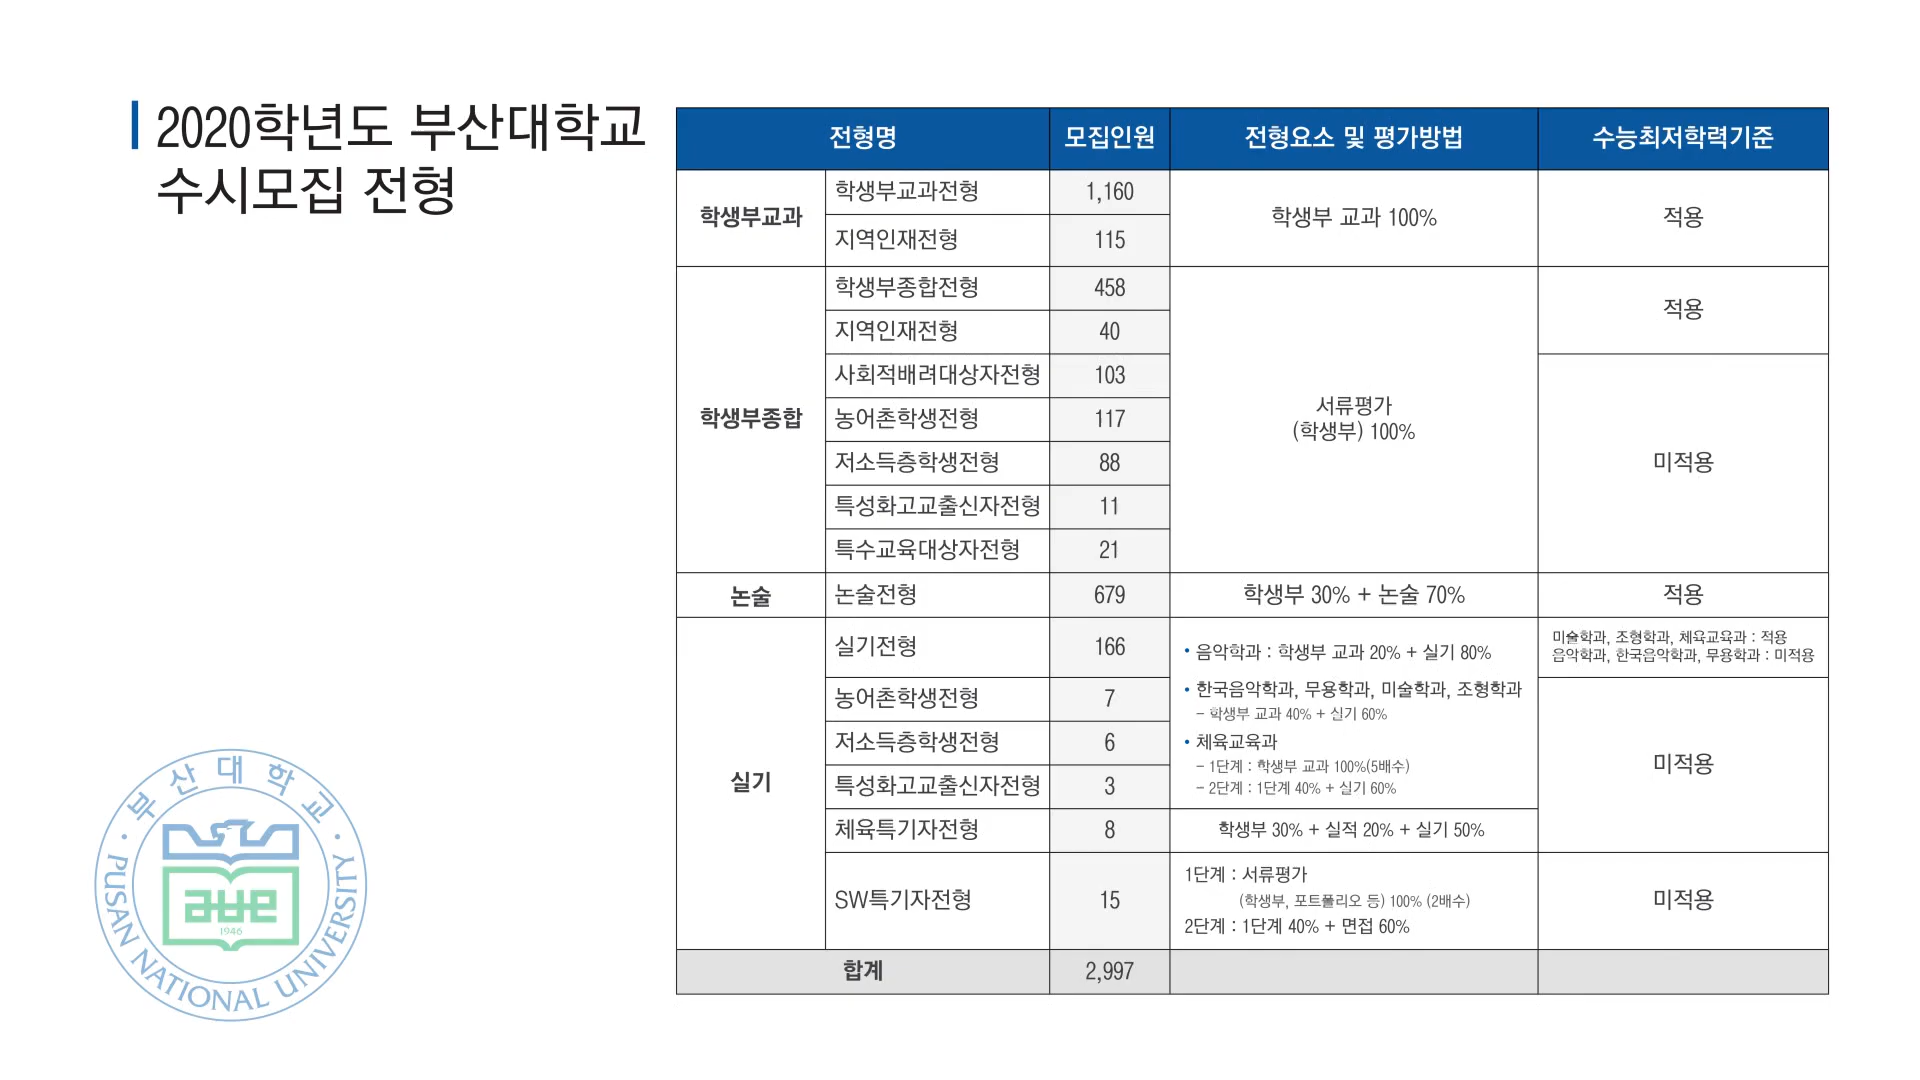 2020학년도 부산대학교
수시모집 전형
전형명 모집인원 전형요소 및 평가방법 수능최저학력기준
학생부교과 학생부교과전형 1,160 학생부 교과 100% 적용
지역인재전형 115
학생부종합 학생부종합전형 458 서류평가 (학생부) 100% 적용
지역인재전형 40
사회적배려대상자전형 103 미적용
농어촌학생전형 117
저소득층학생전형 88
특성화고교출신자전형 11
특수교육대상자전형 21
논술 논술전형 679 학생부 30% + 논술 70% 적용
실기 실기전형 166
• 음악학과 : 학생부 교과 20% + 실기 80%
• 한국음악학과, 무용학과, 미술학과, 조형학과
– 학생부 교과 40% + 실기 60%
• 체육교육과
– 1단계 : 학생부 교과 100%(5배수)
– 2단계 : 1단계 40% + 실기 60%
미술학과, 조형학과, 체육교육과 : 적용
음악학과, 한국음악학과, 무용학과 : 미적용
농어촌학생전형 7 미적용
저소득층학생전형 6
특성화고교출신자전형 3
체육특기자전형 8 학생부 30% + 실적 20% + 실기 50%
SW특기자전형 15
1단계 : 서류평가
(학생부, 포트폴리오 등) 100% (2배수)
2단계 : 1단계 40% + 면접 60%
미적용
합계 2,997
부산대학교
PUSAN NATIONAL UNIVERSITY
1946